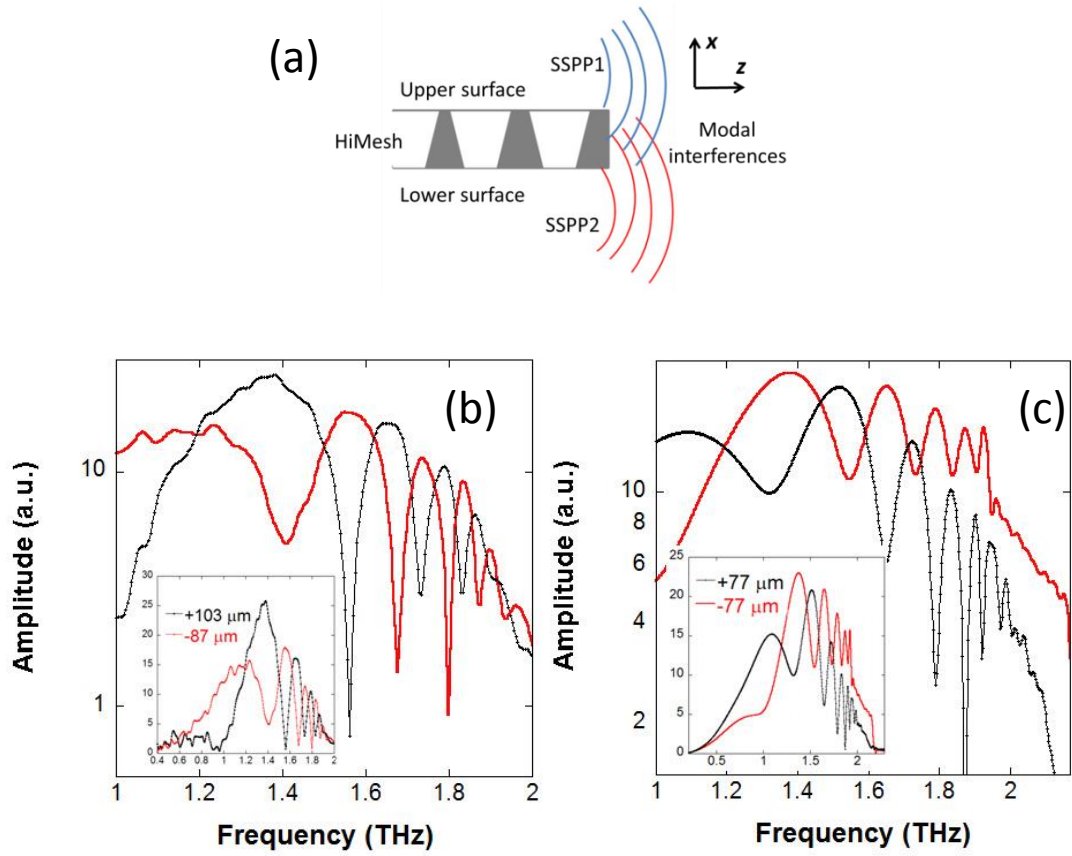 (a)
SSPP1
x
z
Upper surface
HiMesh
Modal
interferences
Lower surface
SSPP2
(b)
Amplitude (a.u.)
10
1
1
1.2
1.4
1.6
1.8
2
Frequency (THz)
30
25
20
15
10
5
0
0.4 0.6 0.8 1 1.2 1.4 1.6 1.8 2
+103 µm
-87 µm
(c)
Amplitude (a.u.)
10
8
6
4
2
1
1.2
1.4
1.6
1.8
2
Frequency (THz)
25
20
15
10
5
0
0.5 1 1.5 2
+77 µm
-77 µm